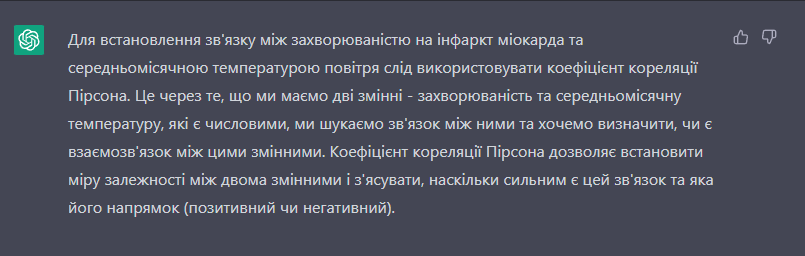 Для встановлення зв'язку між захворюваністю на інфаркт міокарда та
середньомісячною температурою повітря слід використовувати коефіцієнт кореляції
Пірсона. Це через те, що ми маємо дві змінні - захворюваність та середньомісячну
температуру, які є числовими, ми шукаємо зв'язок між ними та хочемо визначити, чи є
взаємозв'язок між цими змінними. Коефіцієнт кореляції Пірсона дозволяє встановити
міру залежності між двома змінними і з'ясувати, наскільки сильним є цей зв'язок та яка
його напрямок (позитивний чи негативний).